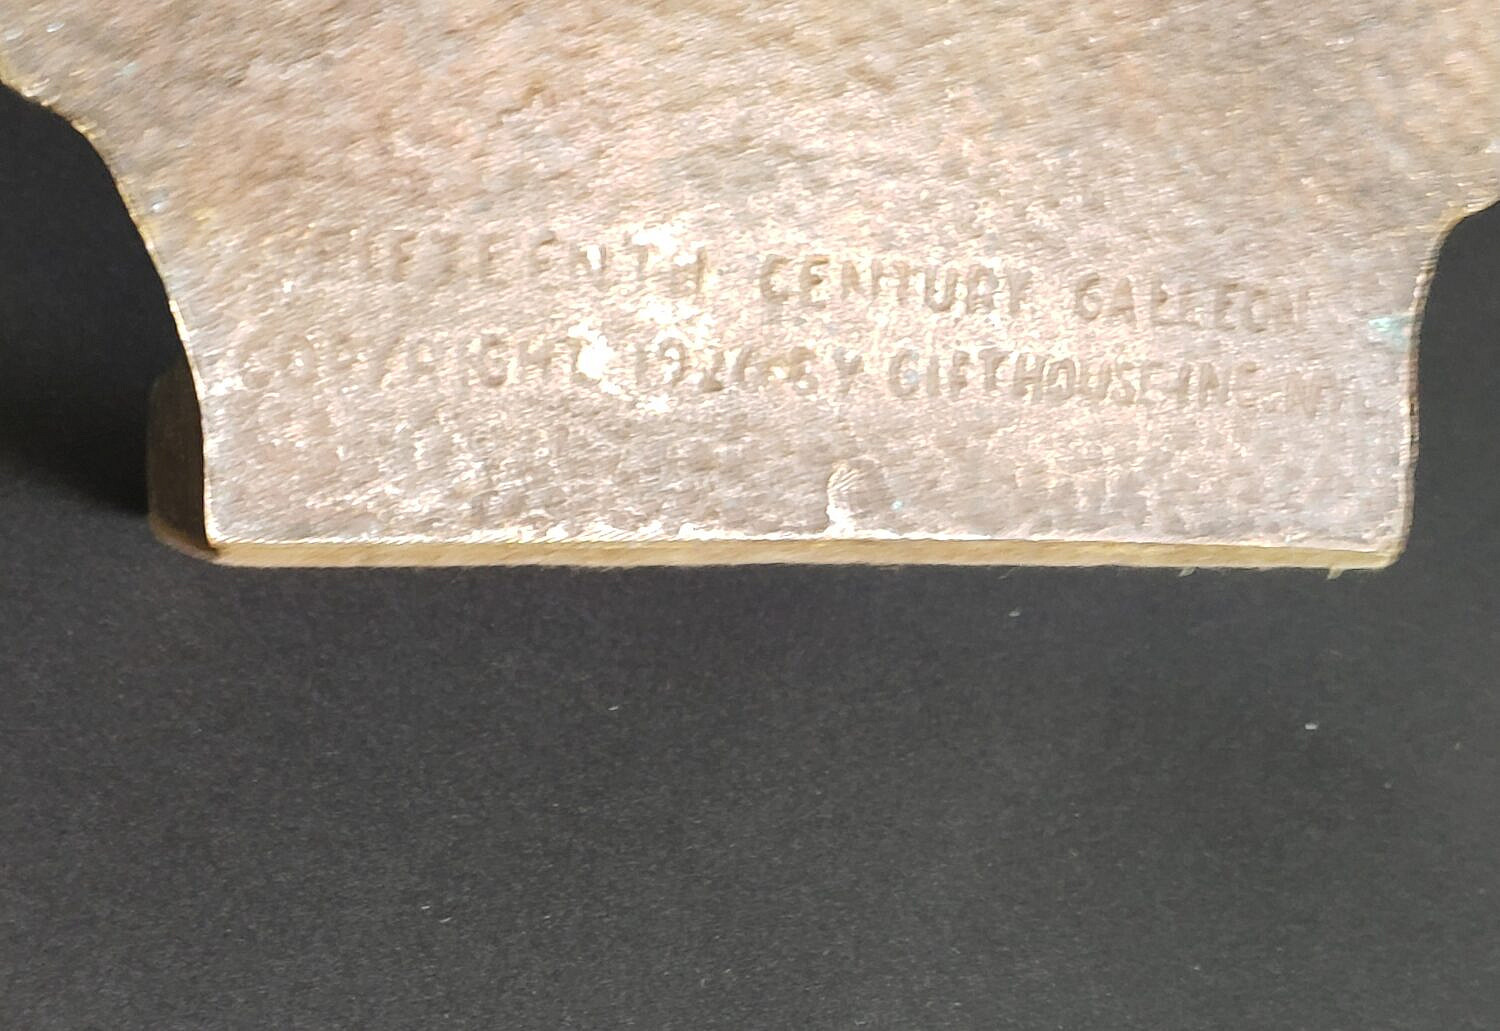 FIFTEENTH CENTURY GALLEON
COPYRIGHT 1926 BY GIFTHOUSE INC. N.Y.